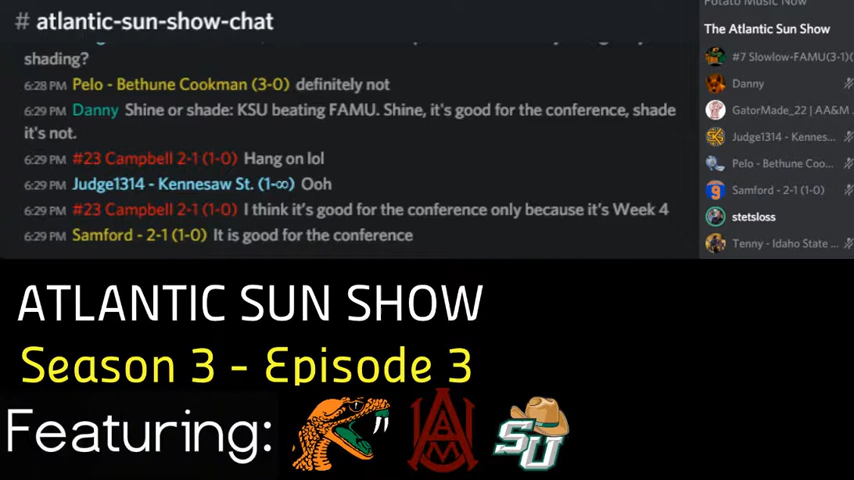 # atlantic-sun-show-chat
shading?
6:28 PM Pelo - Bethune Cookman (3-0) definitely not
6:29 PM Danny Shine or shade: KSU beating FAMU. Shine, it's good for the conference, shade
it's not.
6:29 PM #23 Campbell 2-1 (1-0) Hang on lol
6:29 PM Judge1314 - Kennesaw St. (1-∞) Ooh
6:29 PM #23 Campbell 2-1 (1-0) I think it's good for the conference only because it's Week 4
6:29 PM Samford - 2-1 (1-0) It is good for the conference
Potato Music Now
The Atlantic Sun Show
#7 Slowlow-FAMU(3-1)(
Danny
GatorMade_22 | AA&M
Judge1314 - Kennes...
Pelo - Bethune Coo...
Samford - 2-1 (1-0)
stetsloss
Tenny - Idaho State ...
ATLANTIC SUN SHOW
Season 3 - Episode 3
Featuring:
AM
SU